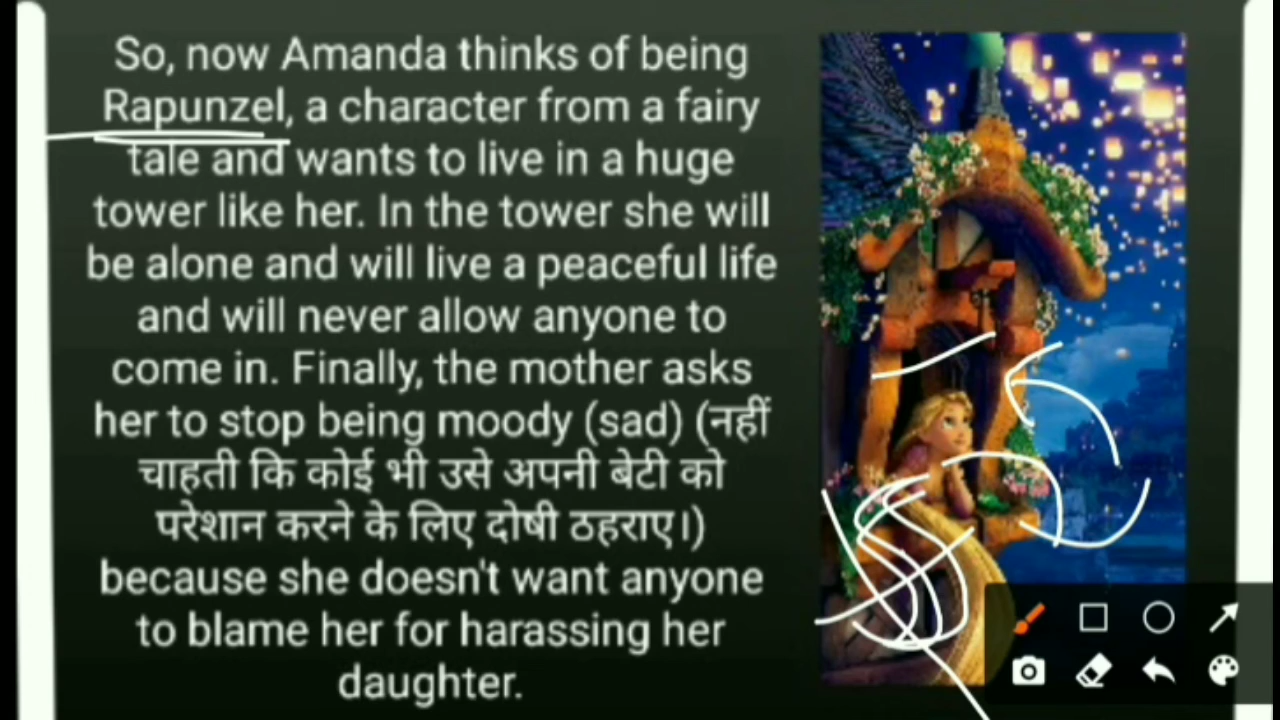 So, now Amanda thinks of being
Rapunzel, a character from a fairy
tale and wants to live in a huge
tower like her. In the tower she will
be alone and will live a peaceful life
and will never allow anyone to
come in. Finally, the mother asks
her to stop being moody (sad) (नहीं
चाहती कि कोई भी उसे अपनी बेटी को
परेशान करने के लिए दोषी ठहराए।)
because she doesn't want anyone
to blame her for harassing her
daughter.